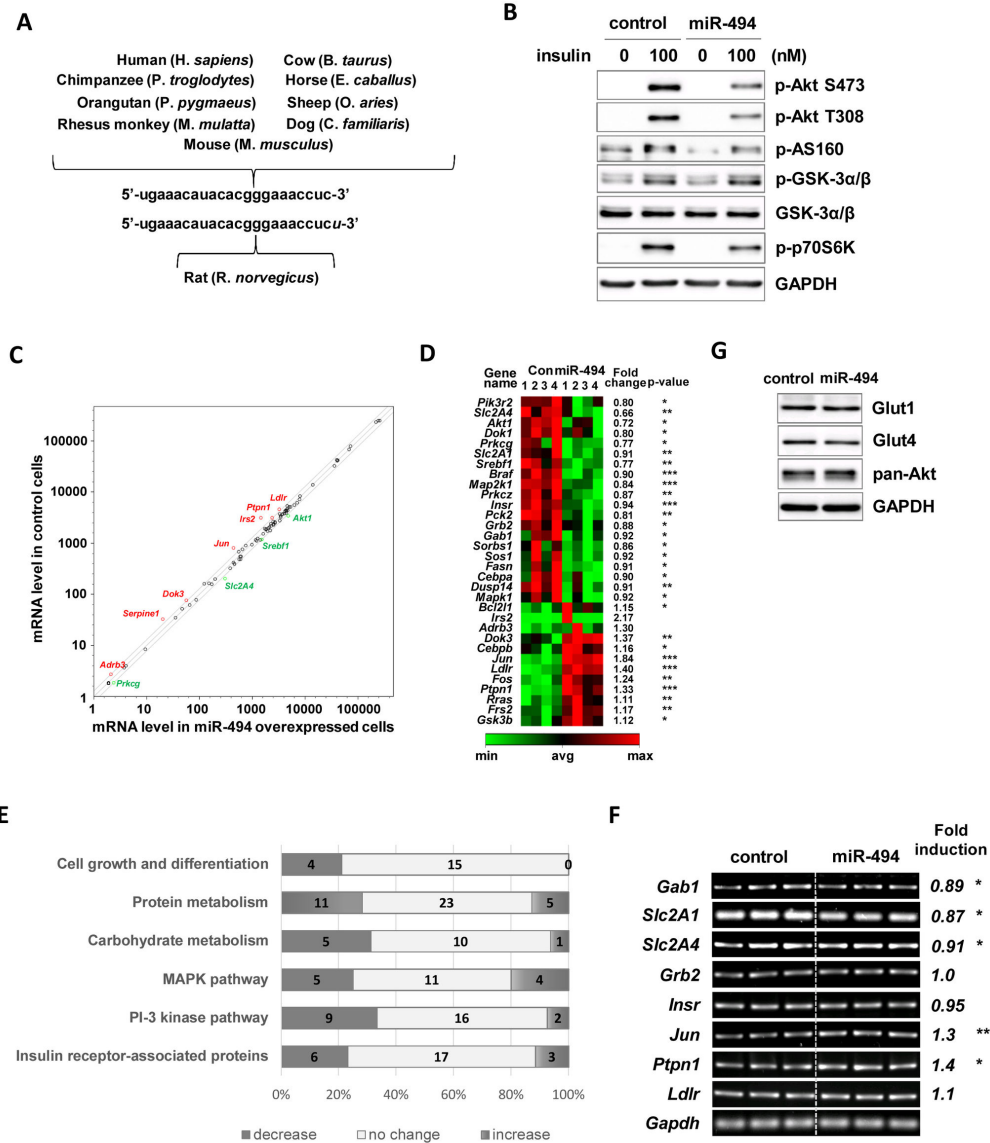 A
Human (H. sapiens) Cow (B. taurus)
Chimpanzee (P. troglodytes) Horse (E. caballus)
Orangutan (P. pygmaeus) Sheep (O. aries)
Rhesus monkey (M. mulatta) Dog (C. familiaris)
Mouse (M. musculus)
5’-ugaaacauacacgggaaaccuc-3’
5’-ugaaacauacacgggaaaccucu-3’
Rat (R. norvegicus)
B
control miR-494
insulin 0 100 0 100 (nM)
p-Akt S473
p-Akt T308
p-AS160
p-GSK-3α/β
GSK-3α/β
p-p70S6K
GAPDH
C
mRNA level in control cells
100000
10000
1000
100
10
1
Ldlr
Ptpn1
Irs2
Akt1
Jun
Srebf1
Slc2A4
Dok3
Serpine1
Adrb3
Prkcg
1 10 100 1000 10000 100000
mRNA level in miR-494 overexpressed cells
D
Gene name Con miR-494 Fold change p-value
1 2 3 4 1 2 3 4
Pik3r2 0.80 *
Slc2A4 0.66 **
Akt1 0.72 *
Dok1 0.80 *
Prkcg 0.77 *
Slc2A1 0.91 **
Srebf1 0.77 **
Braf 0.90 ***
Map2k1 0.84 ***
Prkcz 0.87 **
Insr 0.94 ***
Pck2 0.81 **
Grb2 0.88 *
Gab1 0.92 *
Sorbs1 0.86 *
Sos1 0.92 *
Fasn 0.91 *
Cebpa 0.90 *
Dusp14 0.91 **
Mapk1 0.92 *
Bcl2l1 1.15 *
Irs2 2.17
Adrb3 1.30
Dok3 1.37 **
Cebpb 1.16 *
Jun 1.84 ***
Ldlr 1.40 ***
Fos 1.24 **
Ptpn1 1.33 ***
Rras 1.11 **
Frs2 1.17 **
Gsk3b 1.12 *
min avg max
G
control miR-494
Glut1
Glut4
pan-Akt
GAPDH
E
Cell growth and differentiation 4 15 0
Protein metabolism 11 23 5
Carbohydrate metabolism 5 10 1
MAPK pathway 5 11 4
PI-3 kinase pathway 9 16 2
Insulin receptor-associated proteins 6 17 3
0% 20% 40% 60% 80% 100%
decrease no change increase
F
control miR-494 Fold induction
Gab1 0.89 *
Slc2A1 0.87 *
Slc2A4 0.91 *
Grb2 1.0
Insr 0.95
Jun 1.3 **
Ptpn1 1.4 *
Ldlr 1.1
Gapdh